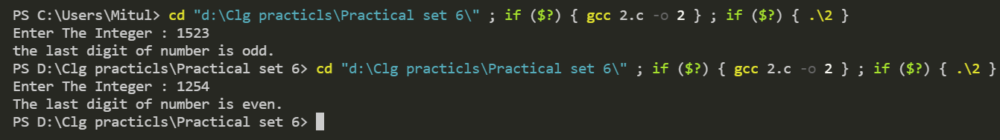 PS C:\Users\Mitul> cd "d:\Clg practicls\Practical set 6\" ; if ($?) { gcc 2.c -o 2 } ; if ($?) { .\2 }
Enter The Integer : 1523
the last digit of number is odd.
PS D:\Clg practicls\Practical set 6> cd "d:\Clg practicls\Practical set 6\" ; if ($?) { gcc 2.c -o 2 } ; if ($?) { .\2 }
Enter The Integer : 1254
The last digit of number is even.
PS D:\Clg practicls\Practical set 6>